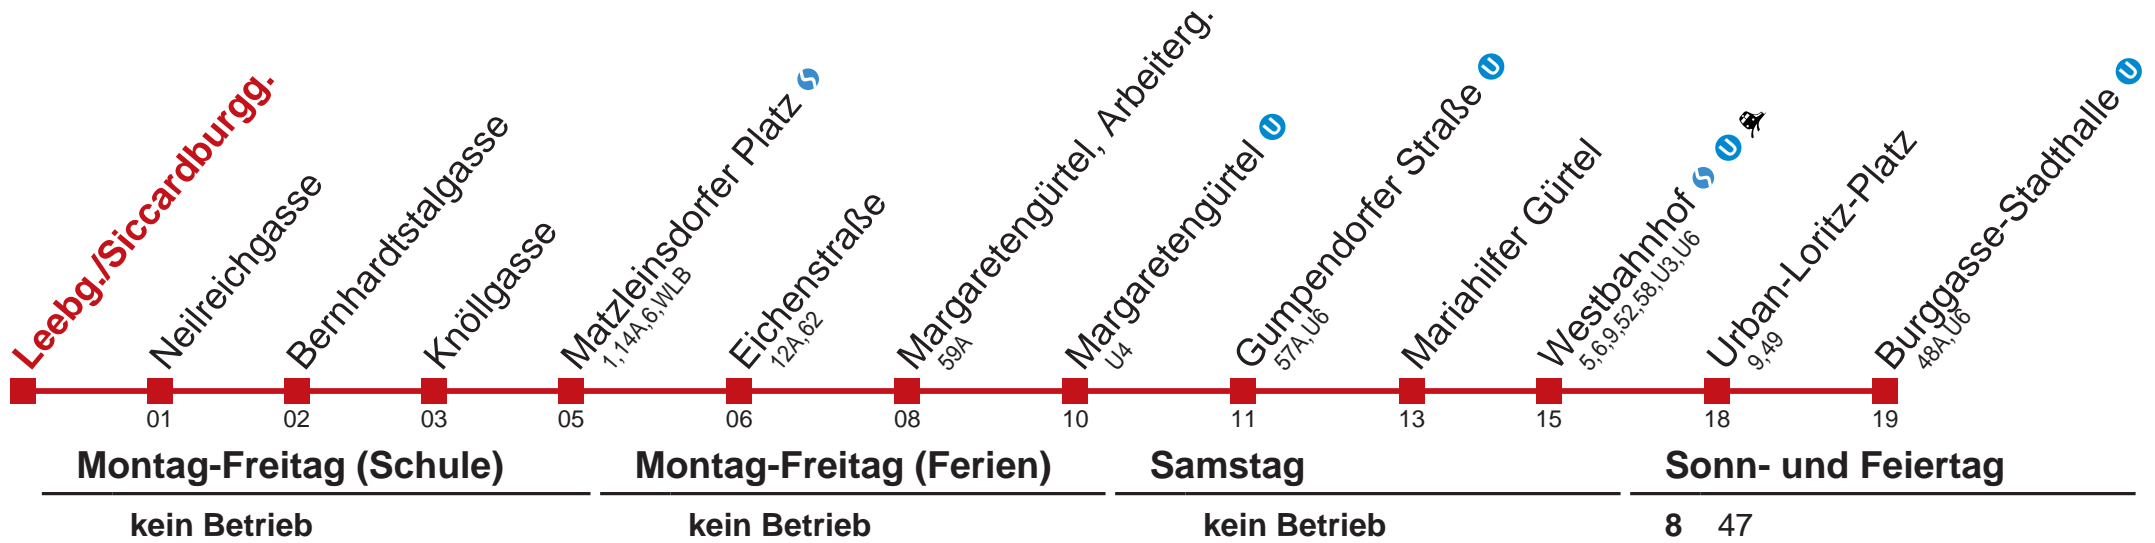 Leebg./Siccardburgg.
Neilreichgasse
Bernhardtstalgasse
Knöllgasse
Matzleinsdorfer Platz
1,14A,6,WLB
Eichenstraße
12A,62
Margaretengürtel, Arbeiterg.
59A
Margaretengürtel U
U4
Gumpendorfer Straße U
57A,U6
Mariahilfer Gürtel
Westbahnhof S U
5,6,9,52,58,U3,U6
Urban-Loritz-Platz
9,49
Burggasse-Stadthalle U
48A,U6
01 02 03 05 06 08 10 11 13 15 18 19
Montag-Freitag (Schule) Montag-Freitag (Ferien) Samstag Sonn- und Feiertag
kein Betrieb kein Betrieb kein Betrieb 8 47